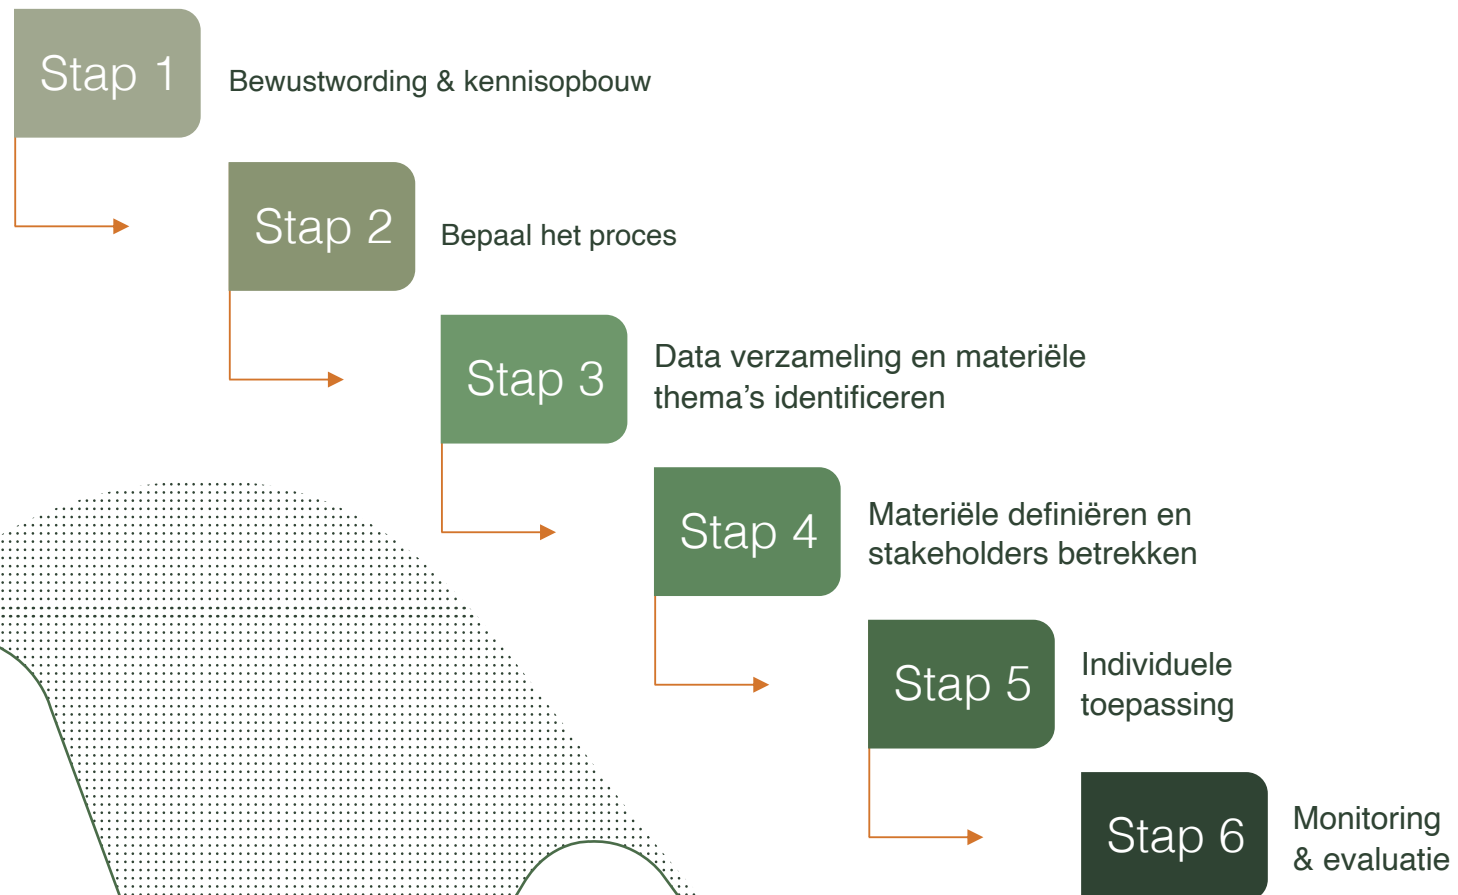 Stap 1
Bewustwording & kennisopbouw
Stap 2
Bepaal het proces
Stap 3
Data verzameling en materiële
thema’s identificeren
Stap 4
Materiële definiëren en
stakeholders betrekken
Stap 5
Individuele
toepassing
Stap 6
Monitoring
& evaluatie